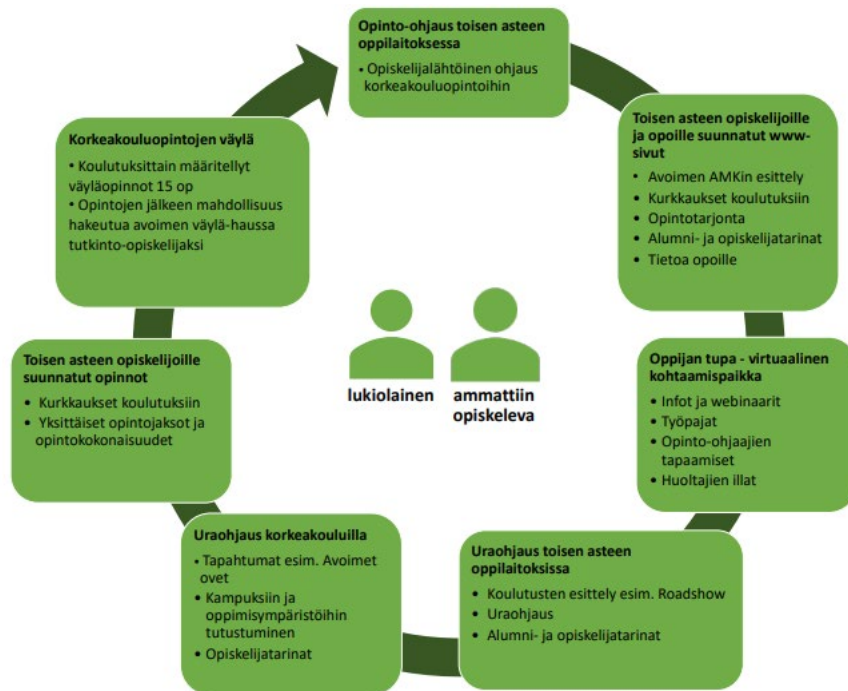 Opinto-ohjaus toisen asteen
oppilaitoksessa
• Opiskelijalähtöinen ohjaus
korkeakouluopintoihin
Toisen asteen opiskelijoille
ja opoille suunnatut www-
sivut
• Avoimen AMKin esittely
• Kurkkaukset koulutuksiin
• Opintotarjonta
• Alumni- ja opiskelijatarinat
• Tietoa opoille
Oppijan tupa - virtuaalinen
kohtaamispaikka
• Infot ja webinaarit
• Työpajat
• Opinto-ohjaajien
tapaamiset
• Huoltajien illat
Uraohjaus toisen asteen
oppilaitoksissa
• Koulutusten esittely esim. Roadshow
• Uraohjaus
• Alumni- ja opiskelijatarinat
Uraohjaus korkeakouluilla
• Tapahtumat esim. Avoimet
ovet
• Kampuksiin ja
oppimisympäristöihin
tutustuminen
• Opiskelijatarinat
Toisen asteen opiskelijoille
suunnatut opinnot
• Kurkkaukset koulutuksiin
• Yksittäiset opintojaksot ja
opintokokonaisuudet
Korkeakouluopintojen väylä
• Koulutuksittain määritellyt
väyläopinnot 15 op
• Opintojen jälkeen mahdollisuus
hakeutua avoimen väylä-haussa
tutkinto-opiskelijaksi
lukiolainen
ammattiin
opiskeleva